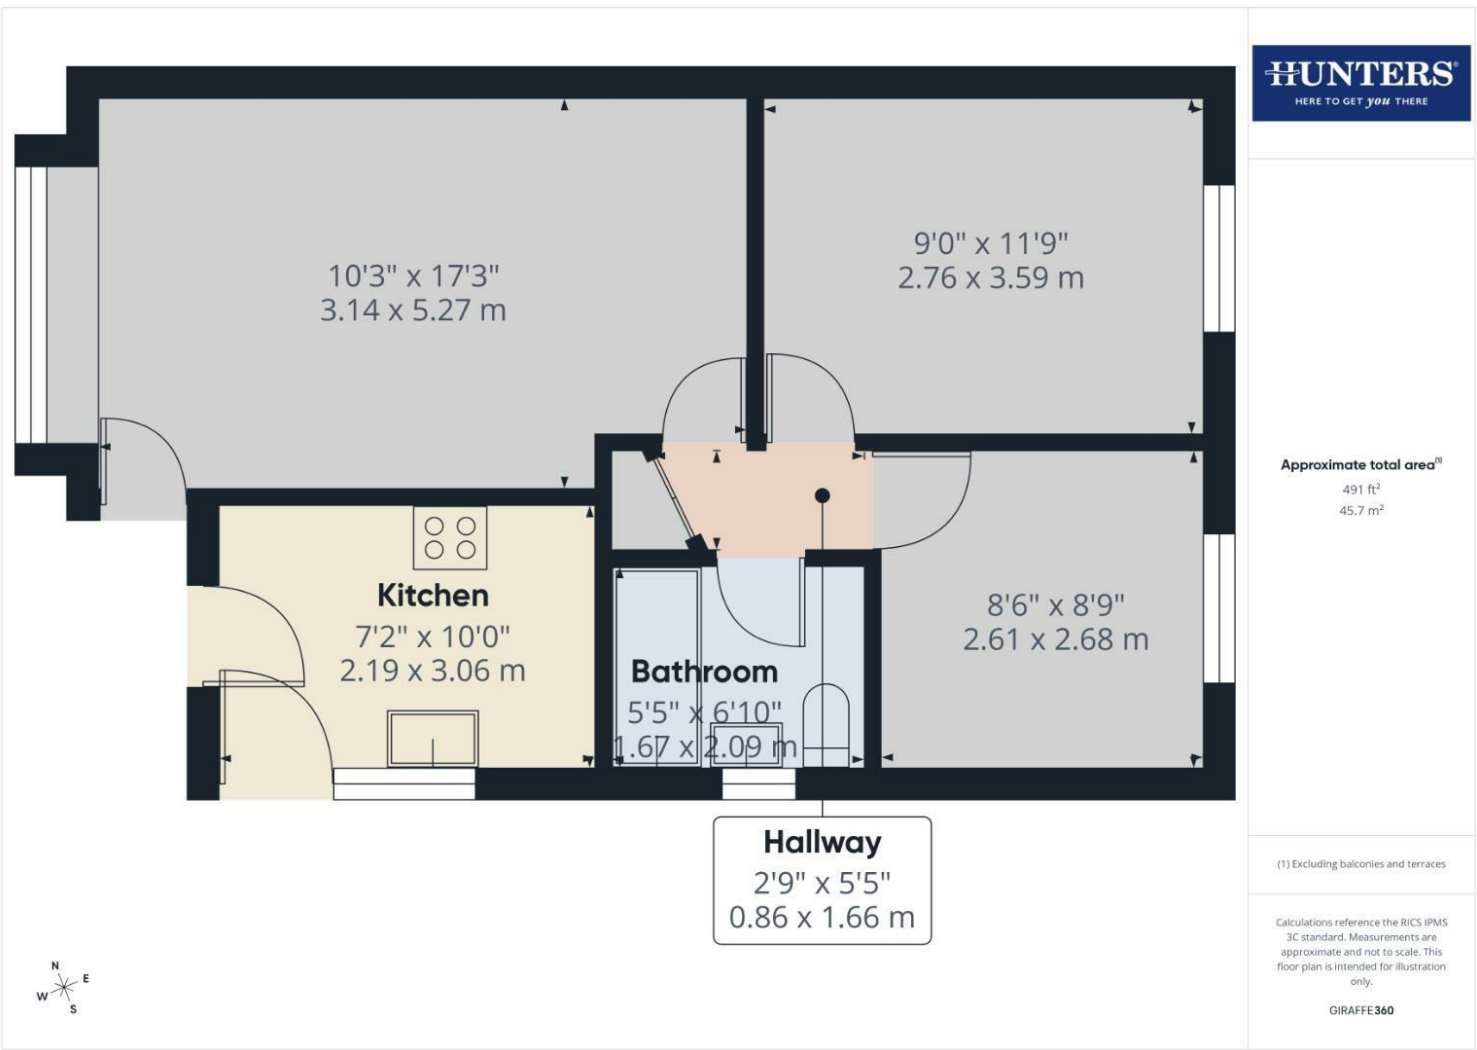 HUNTERS®
HERE TO GET you THERE
10'3" x 17'3"
3.14 x 5.27 m
9'0" x 11'9"
2.76 x 3.59 m
Approximate total area(1)
491 ft²
45.7 m²
Kitchen
7'2" x 10'0"
2.19 x 3.06 m
8'6" x 8'9"
2.61 x 2.68 m
Bathroom
5'5" x 6'10"
1.67 x 2.09 m
Hallway
2'9" x 5'5"
0.86 x 1.66 m
(1) Excluding balconies and terraces
Calculations reference the RICS IPMS
3C standard. Measurements are
approximate and not to scale. This
floor plan is intended for illustration
only.
GIRAFFE360
N
E
W
S